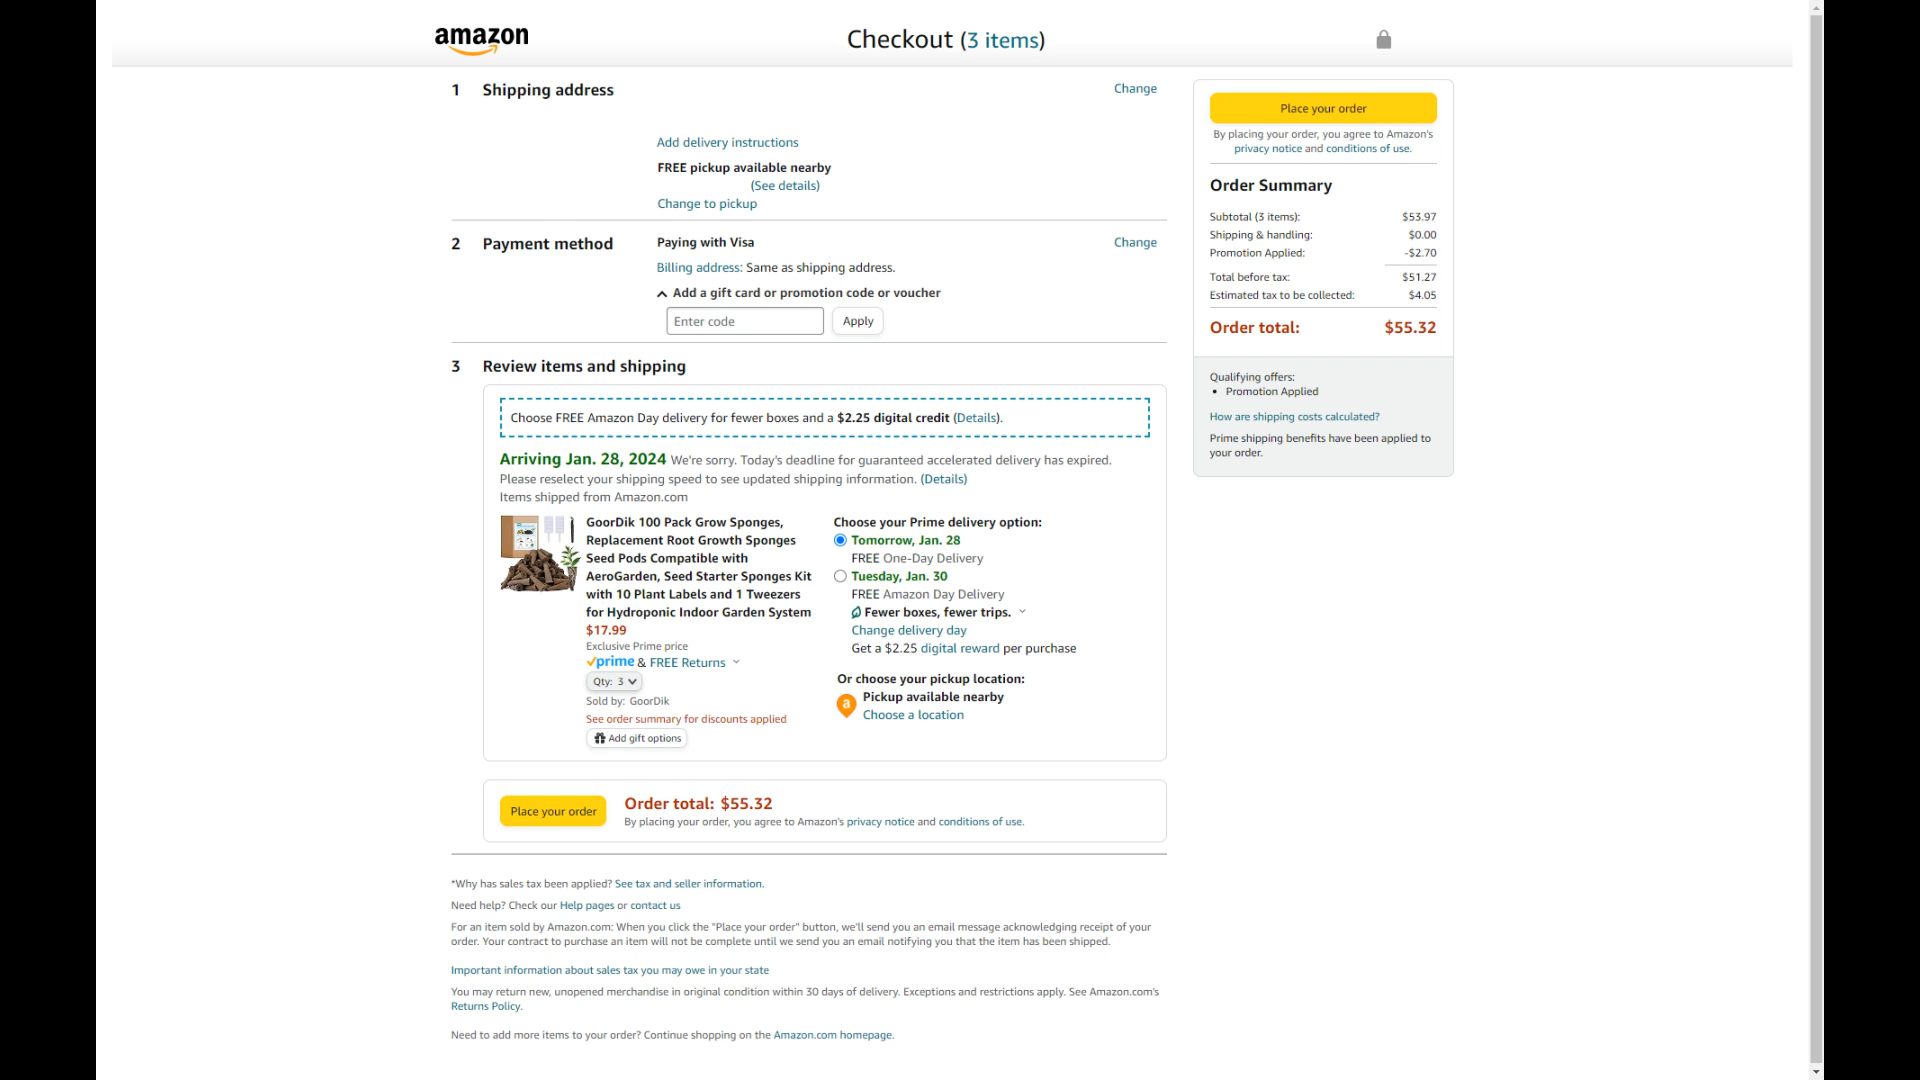 amazon
Checkout (3 items)
1 Shipping address
Change
Add delivery instructions
FREE pickup available nearby
(See details)
Change to pickup
2 Payment method
Paying with Visa
Change
Billing address: Same as shipping address.
Add a gift card or promotion code or voucher
Enter code
Apply
3 Review items and shipping
Choose FREE Amazon Day delivery for fewer boxes and a $2.25 digital credit (Details).
Arriving Jan. 28, 2024 We're sorry. Today's deadline for guaranteed accelerated delivery has expired.
Please reselect your shipping speed to see updated shipping information. (Details)
Items shipped from Amazon.com
GoorDik 100 Pack Grow Sponges,
Replacement Root Growth Sponges
Seed Pods Compatible with
AeroGarden, Seed Starter Sponges Kit
with 10 Plant Labels and 1 Tweezers
for Hydroponic Indoor Garden System
$17.99
Exclusive Prime price
prime & FREE Returns
Qty: 3
Sold by: GoorDik
See order summary for discounts applied
Add gift options
Choose your Prime delivery option:
Tomorrow, Jan. 28
FREE One-Day Delivery
Tuesday, Jan. 30
FREE Amazon Day Delivery
Fewer boxes, fewer trips.
Change delivery day
Get a $2.25 digital reward per purchase
Or choose your pickup location:
a
Pickup available nearby
Choose a location
Place your order
Order total: $55.32
By placing your order, you agree to Amazon's privacy notice and conditions of use.
*Why has sales tax been applied? See tax and seller information.
Need help? Check our Help pages or contact us
For an item sold by Amazon.com: When you click the "Place your order" button, we'll send you an email message acknowledging receipt of your
order. Your contract to purchase an item will not be complete until we send you an email notifying you that the item has been shipped.
Important information about sales tax you may owe in your state
You may return new, unopened merchandise in original condition within 30 days of delivery. Exceptions and restrictions apply. See Amazon.com's
Returns Policy.
Need to add more items to your order? Continue shopping on the Amazon.com homepage.
Place your order
By placing your order, you agree to Amazon's
privacy notice and conditions of use.
Order Summary
Subtotal (3 items): $53.97
Shipping & handling: $0.00
Promotion Applied: -$2.70
Total before tax: $51.27
Estimated tax to be collected: $4.05
Order total: $55.32
Qualifying offers:
• Promotion Applied
How are shipping costs calculated?
Prime shipping benefits have been applied to
your order.